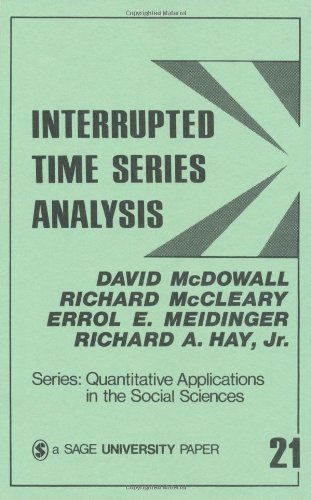 INTERRUPTED
TIME SERIES
ANALYSIS
DAVID McDOWALL
RICHARD McCLEARY
ERROL E. MEIDINGER
RICHARD A. HAY, Jr.
Series: Quantitative Applications
in the Social Sciences
S a SAGE UNIVERSITY PAPER
21